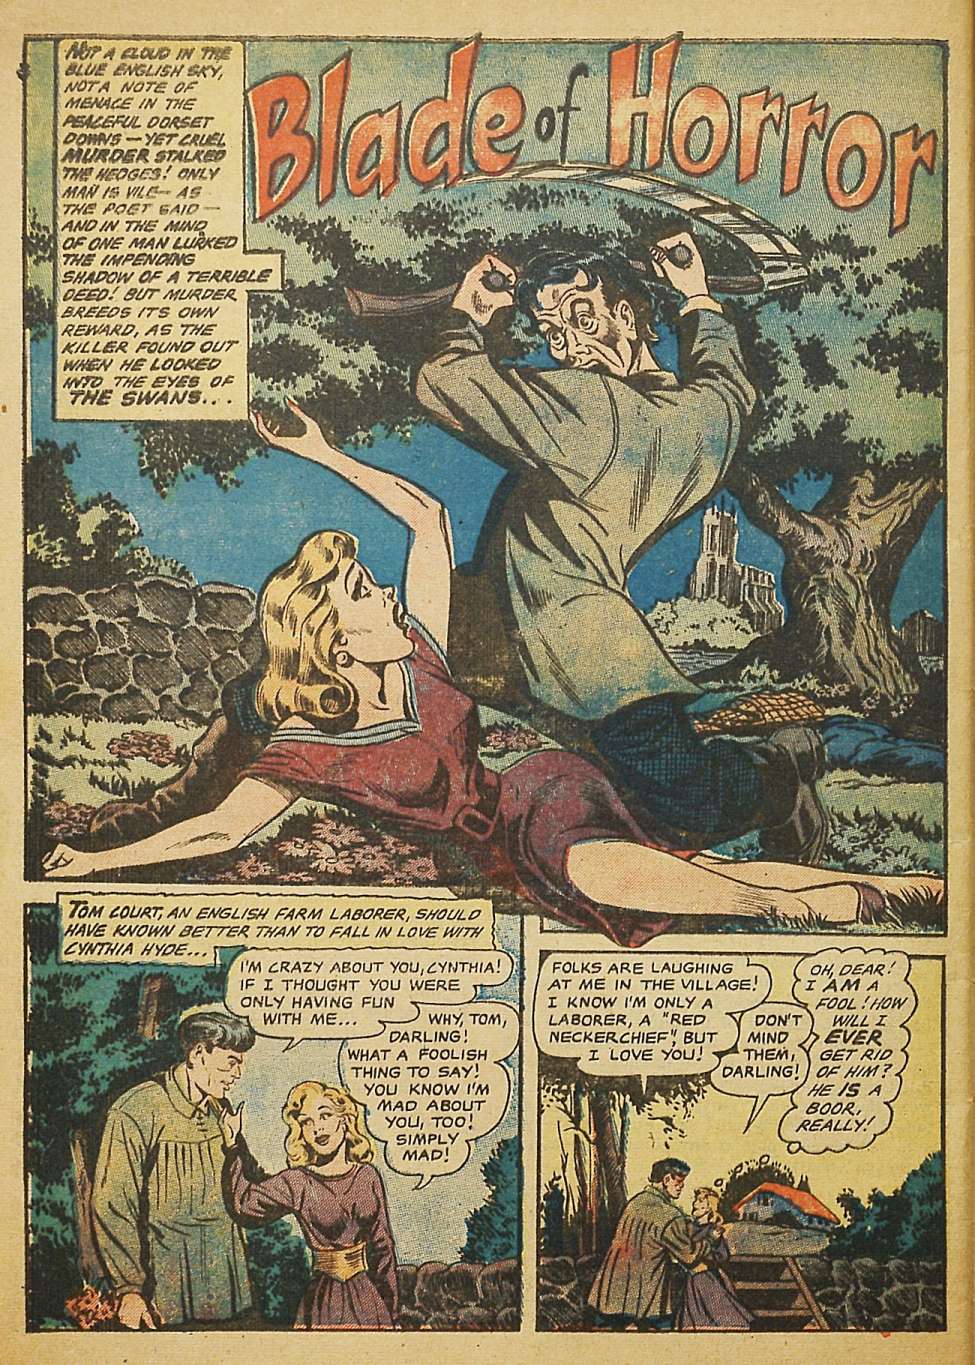 Blade of Horror
NOT A CLOUD IN THE
BLUE ENGLISH SKY,
NOT A NOTE OF
MENACE IN THE
PEACEFUL DORSET
DOWNS — YET CRUEL
MURDER STALKED
THE HEDGES! ONLY
MAN IS VILE — AS
THE POET SAID —
AND IN THE MIND
OF ONE MAN LURKED
THE IMPENDING
SHADOW OF A TERRIBLE
DEED! BUT MURDER
BREEDS ITS OWN
REWARD, AS THE
KILLER FOUND OUT
WHEN HE LOOKED
INTO THE EYES OF
THE SWANS...
TOM COURT, AN ENGLISH FARM LABORER, SHOULD
HAVE KNOWN BETTER THAN TO FALL IN LOVE WITH
CYNTHIA HYDE...
I'M CRAZY ABOUT YOU, CYNTHIA!
IF I THOUGHT YOU WERE
ONLY HAVING FUN
WITH ME...
WHY, TOM,
DARLING!
WHAT A FOOLISH
THING TO SAY!
YOU KNOW I'M
MAD ABOUT
YOU, TOO!
SIMPLY
MAD!
FOLKS ARE LAUGHING
AT ME IN THE VILLAGE!
I KNOW I'M ONLY A
LABORER, A "RED
NECKERCHIEF", BUT
I LOVE YOU!
DON'T
MIND
THEM,
DARLING!
OH, DEAR!
I AM A
FOOL! HOW
WILL I
EVER
GET RID
OF HIM?
HE IS A
BOOR,
REALLY!